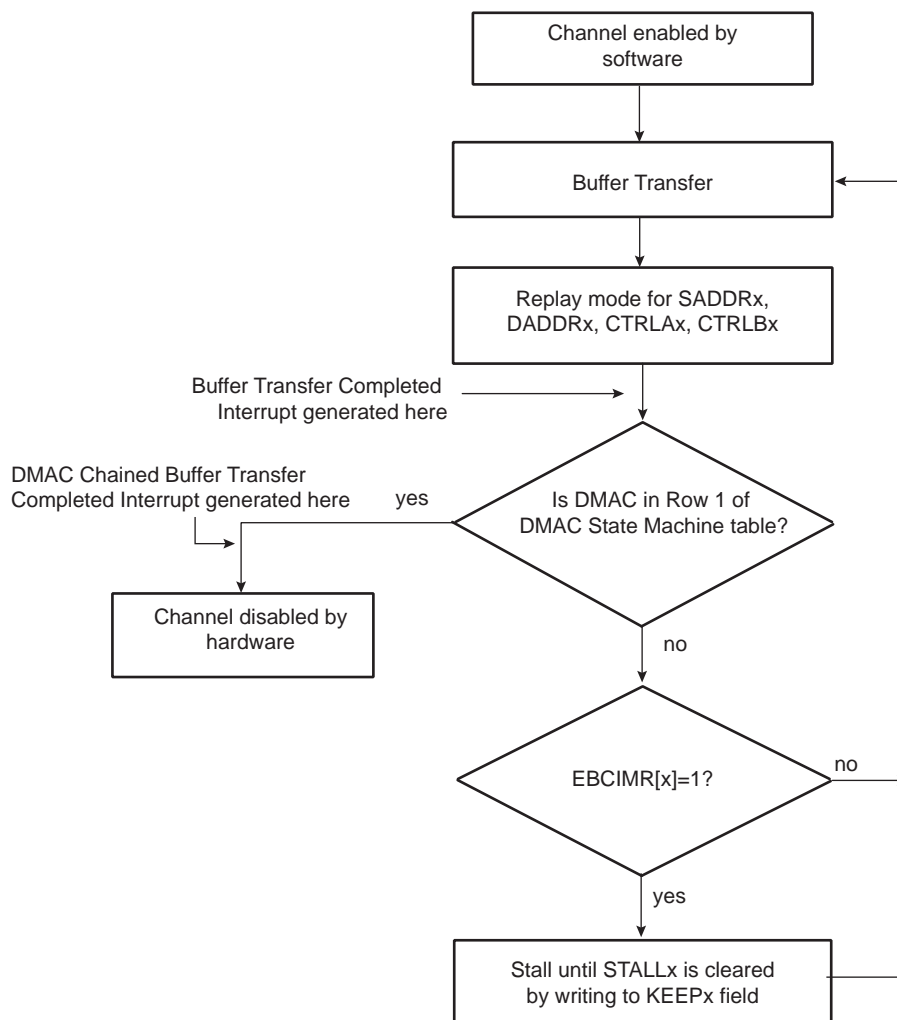 Channel enabled by
software
Buffer Transfer
Replay mode for SADDRx,
DADDRx, CTRLAx, CTRLBx
Buffer Transfer Completed
Interrupt generated here
DMAC Chained Buffer Transfer
Completed Interrupt generated here
yes
Is DMAC in Row 1 of
DMAC State Machine table?
Channel disabled by
hardware
no
EBCIMR[x]=1?
no
yes
Stall until STALLx is cleared
by writing to KEEPx field